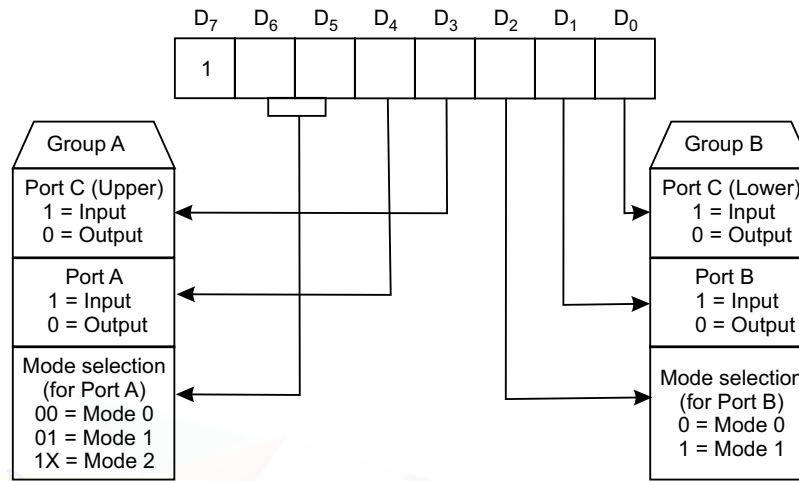 D7 D6 D5 D4 D3 D2 D1 D0
1
Group A
Port C (Upper)
1 = Input
0 = Output
Port A
1 = Input
0 = Output
Mode selection
(for Port A)
00 = Mode 0
01 = Mode 1
1X = Mode 2
Group B
Port C (Lower)
1 = Input
0 = Output
Port B
1 = Input
0 = Output
Mode selection
(for Port B)
0 = Mode 0
1 = Mode 1